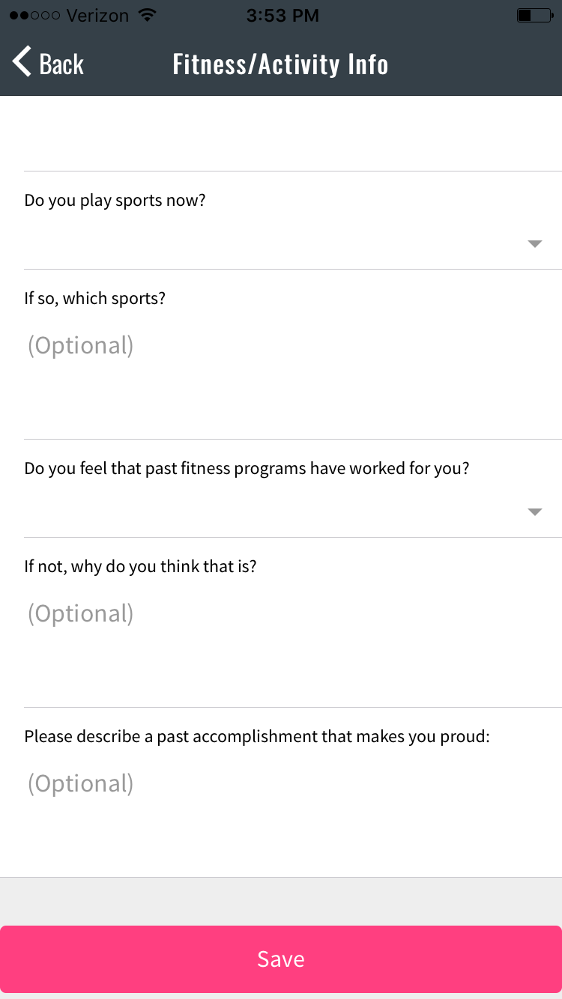 Verizon 3:53 PM
Back Fitness/Activity Info
Do you play sports now?
If so, which sports?
(Optional)
Do you feel that past fitness programs have worked for you?
If not, why do you think that is?
(Optional)
Please describe a past accomplishment that makes you proud:
(Optional)
Save